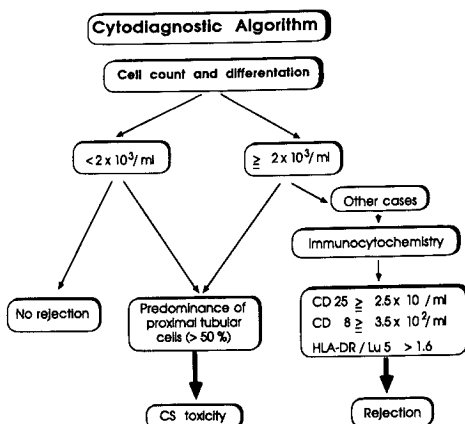 Cytodiagnostic Algorithm
Cell count and differentation
< 2 x 10³/ ml
≥ 2 x 10³/ ml
Other cases
Immunocytochemistry
No rejection
Predominance of
proximal tubular
cells (> 50 %)
CD 25 ≥ 2.5 x 10 / ml
CD 8 ≥ 3.5 x 10²/ ml
HLA-DR / Lu 5 > 1.6
CS toxicity
Rejection